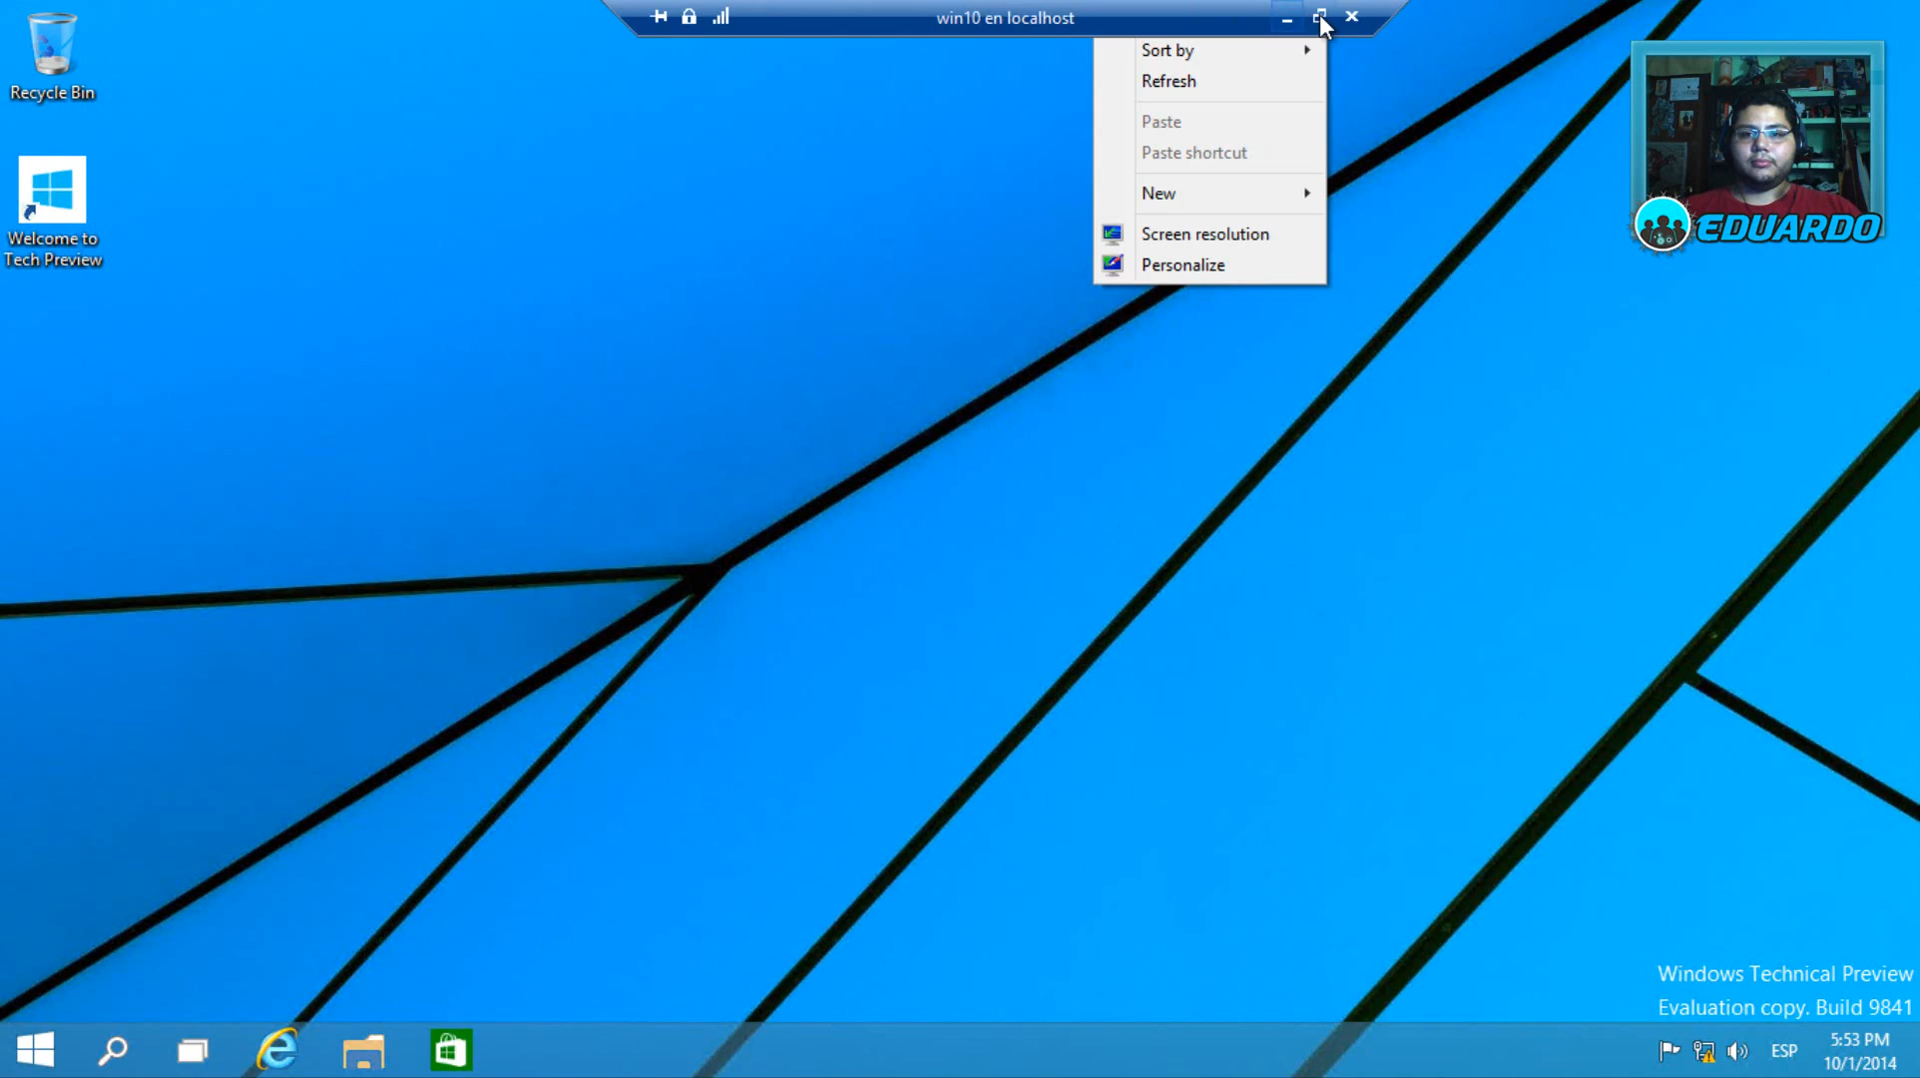 win10 en localhost
Recycle Bin
Welcome to
Tech Preview
Sort by
Refresh
Paste
Paste shortcut
New
Screen resolution
Personalize
EDUARDO
Windows Technical Preview
Evaluation copy. Build 9841
ESP
5:53 PM
10/1/2014